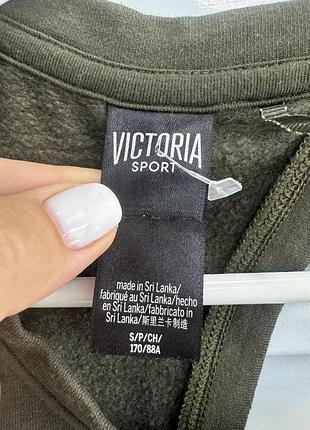 VICTORIA
SPORT
made in Sri Lanka/
fabriqué au Sri Lanka/hecho
en Sri Lanka/fabbricato in
Sri Lanka/斯里兰卡制造
S/P/CH/
170/88A